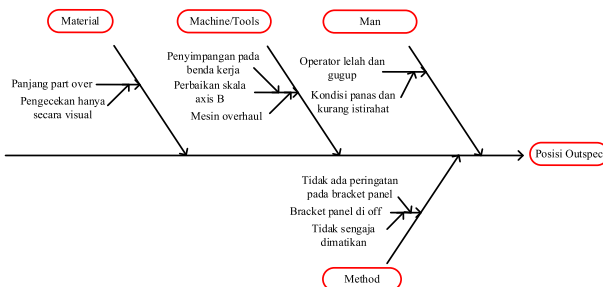 Material
Machine/Tools
Man
Panjang part over
Pengecekan hanya
secara visual
Penyimpangan pada
benda kerja
Perbaikan skala
axis B
Mesin overhaul
Operator lelah dan
gugup
Kondisi panas dan
kurang istirahat
Posisi Outspec
Tidak ada peringatan
pada bracket panel
Bracket panel di off
Tidak sengaja
dimatikan
Method